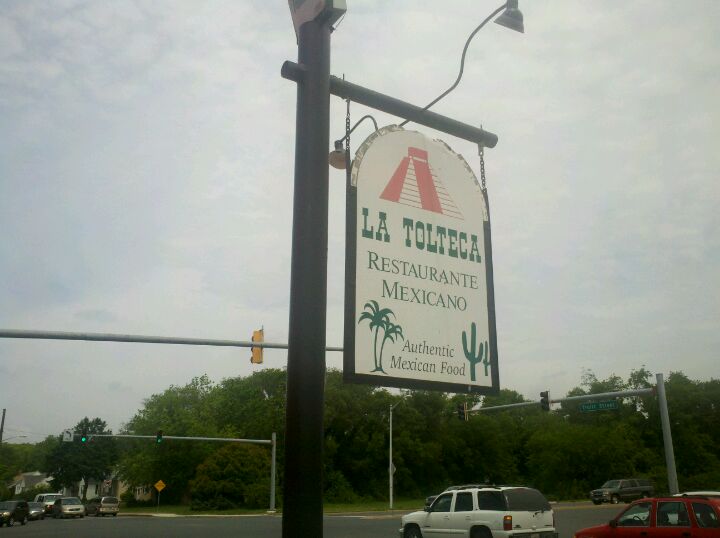 LA TOLTECA
RESTAURANTE
MEXICANO
Authentic
Mexican Food